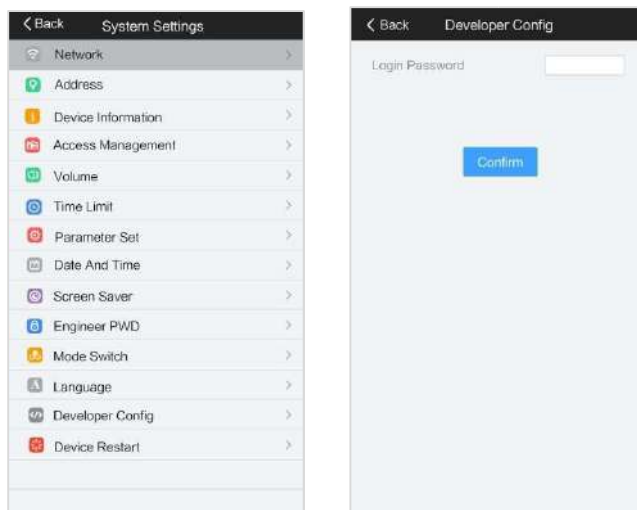 Back System Settings
Network
Address
Device Information
Access Management
Volume
Time Limit
Parameter Set
Date And Time
Screen Saver
Engineer PWD
Mode Switch
Language
Developer Config
Device Restart
Back Developer Config
Login Password
Confirm